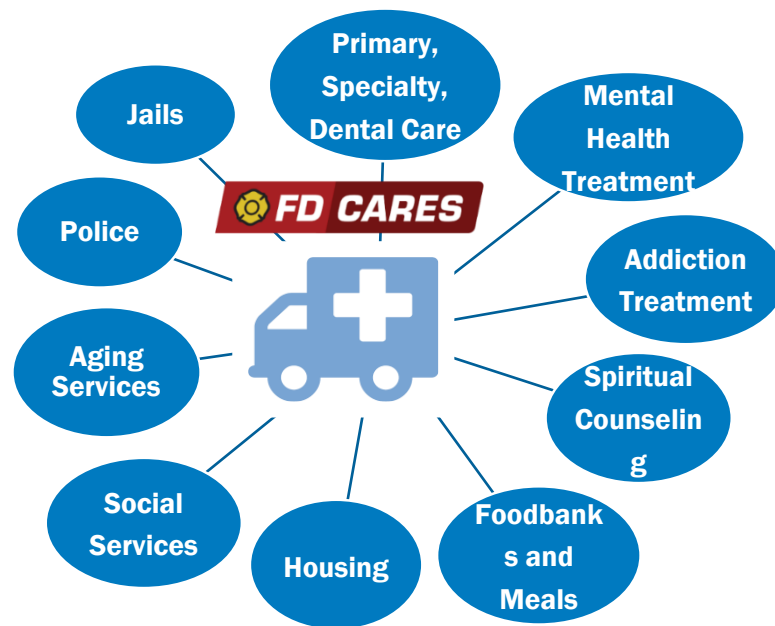 Primary,
Specialty,
Dental Care
Jails
Mental
Health
Treatment
FD CARES
Police
Addiction
Treatment
Aging
Services
Spiritual
Counselin
g
Social
Services
Housing
Foodbank
s and
Meals